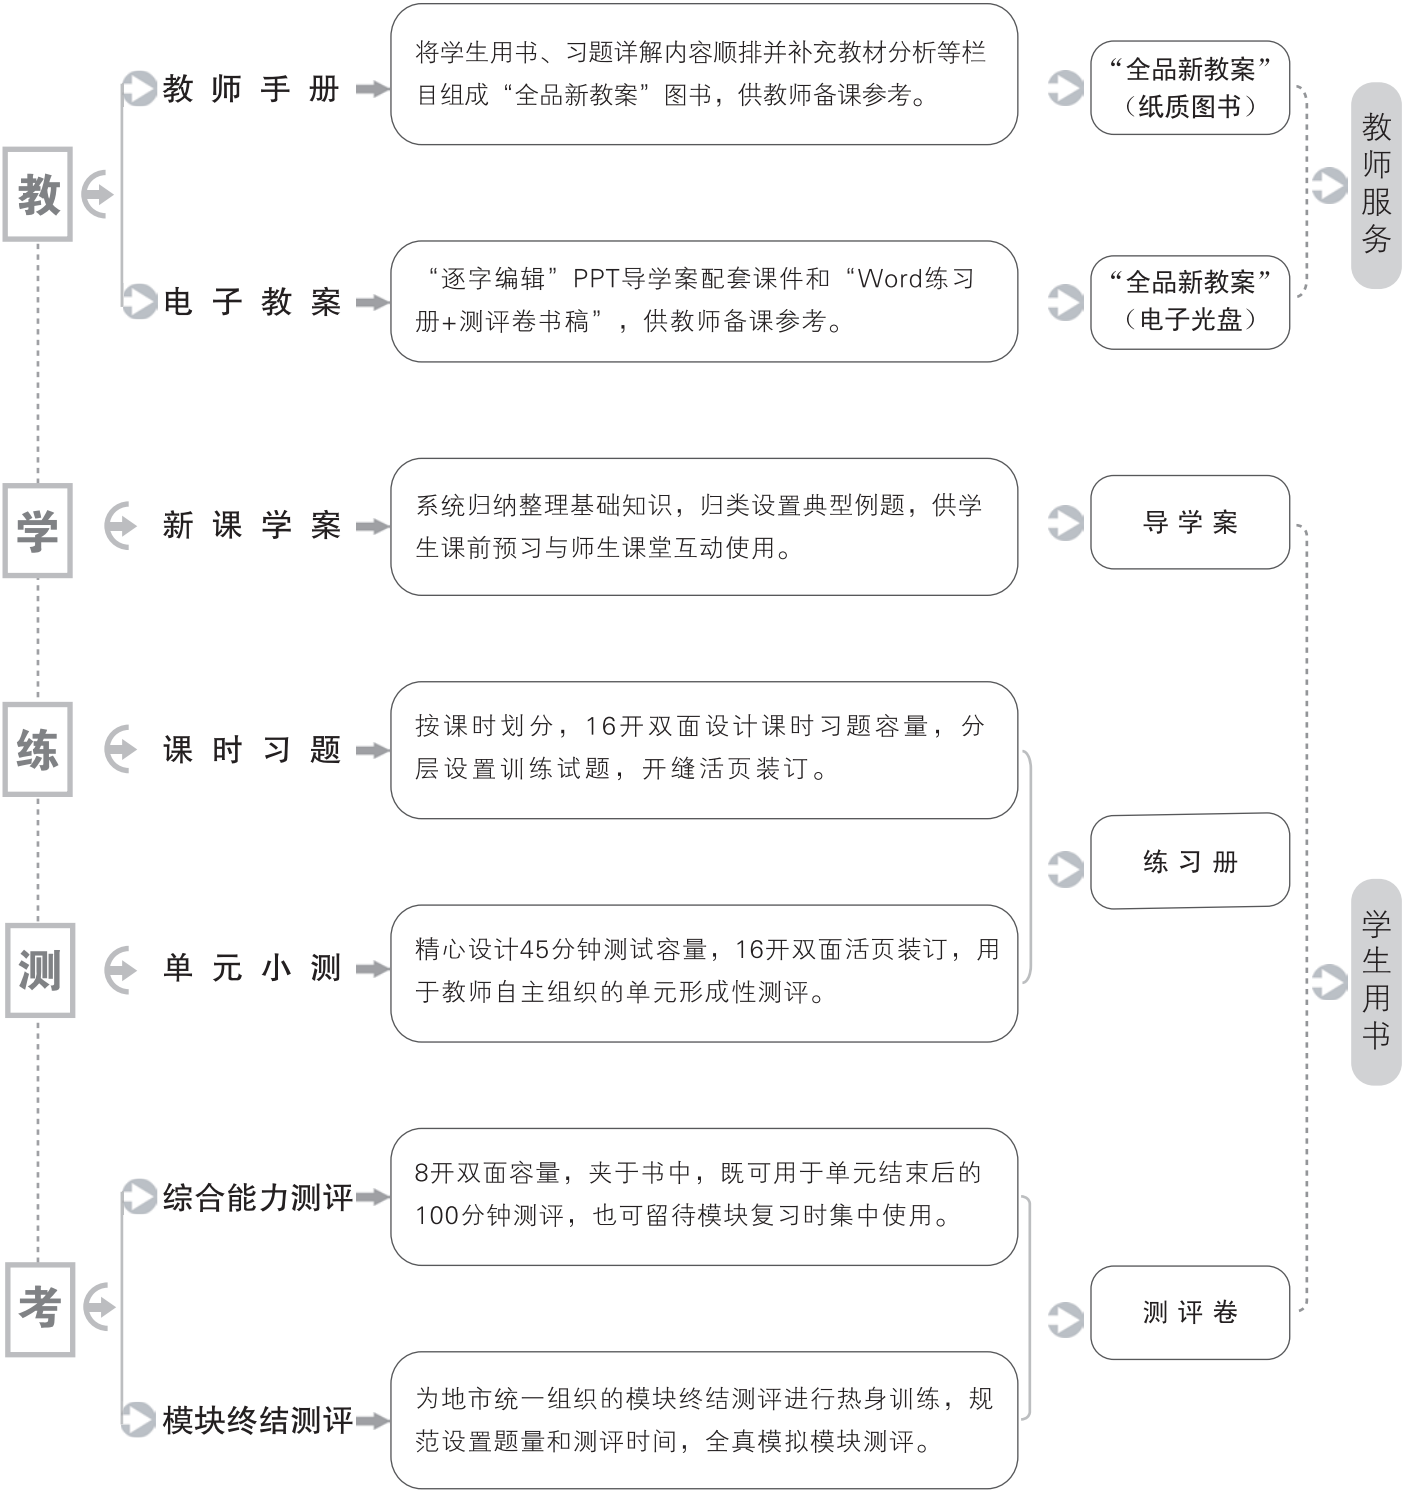 教
教师手册
将学生用书、习题详解内容顺排并补充教材分析等栏
目组成“全品新教案”图书，供教师备课参考。
“全品新教案”
（纸质图书）
电子教案
“逐字编辑”PPT导学案配套课件和“Word练习
册+测评卷书稿”，供教师备课参考。
“全品新教案”
（电子光盘）
教师服务
学
新课学案
系统归纳整理基础知识，归类设置典型例题，供学
生课前预习与师生课堂互动使用。
导学案
练
课时习题
按课时划分，16开双面设计课时习题容量，分
层设置训练试题，开缝活页装订。
练习册
测
单元小测
精心设计45分钟测试容量，16开双面活页装订，用
于教师自主组织的单元形成性测评。
学生用书
考
综合能力测评
8开双面容量，夹于书中，既可用于单元结束后的
100分钟测评，也可留待模块复习时集中使用。
测评卷
模块终结测评
为地市统一组织的模块终结测评进行热身训练，规
范设置题量和测评时间，全真模拟模块测评。